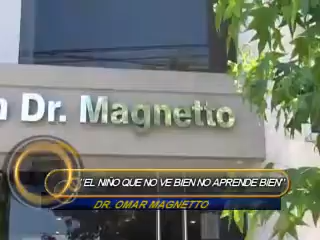 n Dr. Magnetto
"EL NIÑO QUE NO VE BIEN NO APRENDE BIEN"
DR. OMAR MAGNETTO